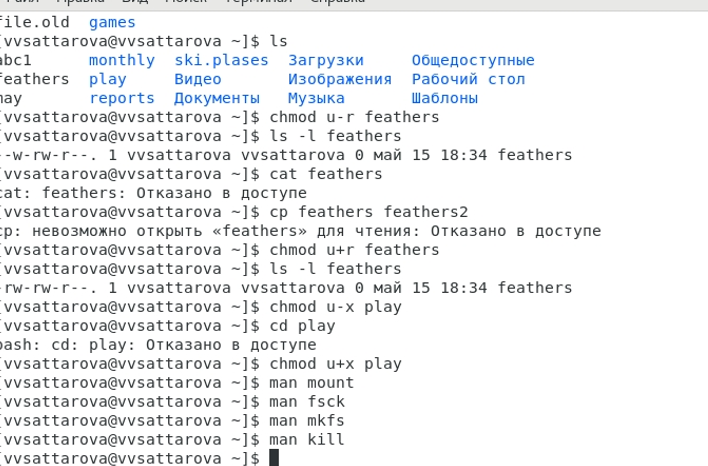 file.old games
[vvsattarova@vvsattarova ~]$ ls
abc1 monthly ski.plases Загрузки Общедоступные
feathers play Видео Изображения Рабочий стол
may reports Документы Музыка Шаблоны
[vvsattarova@vvsattarova ~]$ chmod u-r feathers
[vvsattarova@vvsattarova ~]$ ls -l feathers
--w-rw-r--. 1 vvsattarova vvsattarova 0 май 15 18:34 feathers
[vvsattarova@vvsattarova ~]$ cat feathers
cat: feathers: Отказано в доступе
[vvsattarova@vvsattarova ~]$ cp feathers feathers2
cp: невозможно открыть «feathers» для чтения: Отказано в доступе
[vvsattarova@vvsattarova ~]$ chmod u+r feathers
[vvsattarova@vvsattarova ~]$ ls -l feathers
-rw-rw-r--. 1 vvsattarova vvsattarova 0 май 15 18:34 feathers
[vvsattarova@vvsattarova ~]$ chmod u-x play
[vvsattarova@vvsattarova ~]$ cd play
bash: cd: play: Отказано в доступе
[vvsattarova@vvsattarova ~]$ chmod u+x play
[vvsattarova@vvsattarova ~]$ man mount
[vvsattarova@vvsattarova ~]$ man fsck
[vvsattarova@vvsattarova ~]$ man mkfs
[vvsattarova@vvsattarova ~]$ man kill
[vvsattarova@vvsattarova ~]$